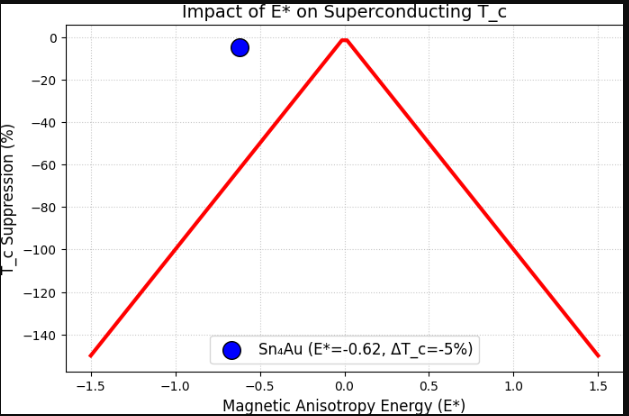 Impact of E* on Superconducting T_c
T_c Suppression (%)
0
−20
−40
−60
−80
−100
−120
−140
Sn₄Au (E*=-0.62, ΔT_c=-5%)
−1.5 −1.0 −0.5 0.0 0.5 1.0 1.5
Magnetic Anisotropy Energy (E*)